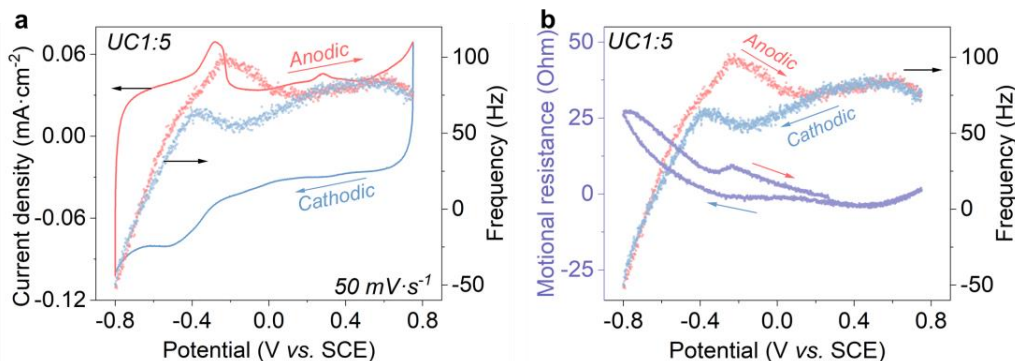 a
UC1:5
Anodic
Cathodic
50 mV·s⁻¹
Current density (mA·cm⁻²)
0.06
0.00
-0.06
-0.12
Frequency (Hz)
100
50
0
-50
-0.8 -0.4 0.0 0.4 0.8
Potential (V vs. SCE)
b
UC1:5
Anodic
Cathodic
Motional resistance (Ohm)
50
25
0
-25
Frequency (Hz)
100
50
0
-50
-0.8 -0.4 0.0 0.4 0.8
Potential (V vs. SCE)